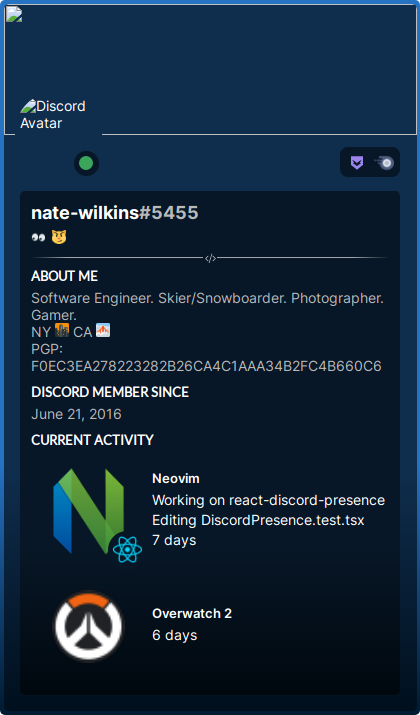 Discord
Avatar
nate-wilkins#5455
ABOUT ME
Software Engineer. Skier/Snowboarder. Photographer.
Gamer.
NY CA
PGP:
F0EC3EA278223282B26CA4C1AAA34B2FC4B660C6
DISCORD MEMBER SINCE
June 21, 2016
CURRENT ACTIVITY
Neovim
Working on react-discord-presence
Editing DiscordPresence.test.tsx
7 days
Overwatch 2
6 days